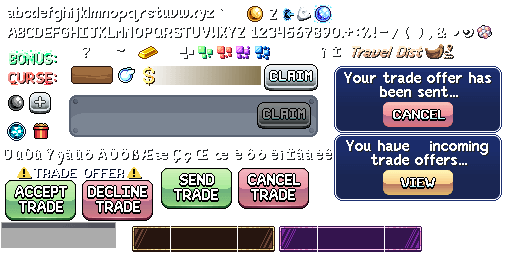 abcdefghijklmnopqrstuvwxyz
ABCDEFGHIJKLMNOPQRSTUVWXYZ 1234567890.+:%!-/(),&
BONUS:
?
~
Travel Dist
CURSE:
$
CLAIM
CLAIM
Your trade offer has
been sent...
CANCEL
You have incoming
trade offers...
VIEW
TRADE OFFER
ACCEPT
TRADE
DECLINE
TRADE
SEND
TRADE
CANCEL
TRADE